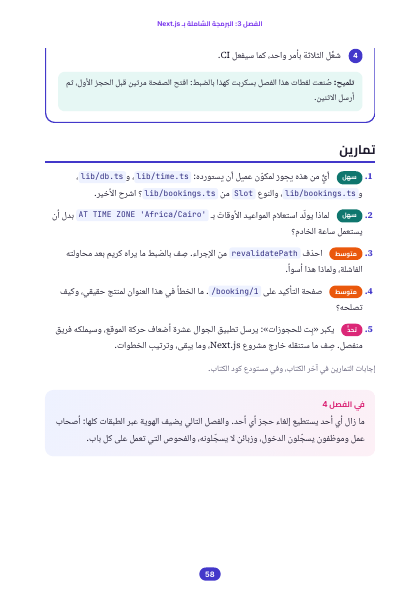 الفصل 3: البرمجة الشاملة بـ Next.js
4 شغّل الثلاثة بأمر واحد، كما سيفعل CI.
تلميح: صُنعت لقطات هذا الفصل بسكربت كهذا بالضبط: افتح الصفحة مرتين قبل الحجز الأول، ثم
أرسل الاثنين.
تمارين
1. سهل أيٌّ من هذه يجوز لمكوّن عميل أن يستورده: lib/time.ts، و lib/db.ts،
و lib/bookings.ts، والنوع Slot من lib/bookings.ts؟ اشرح الأخير.
2. سهل لماذا يولّد استعلام المواعيد الأوقات بـ AT TIME ZONE 'Africa/Cairo' بدل أن
يستعمل ساعة الخادم؟
3. متوسط احذف revalidatePath من الإجراء. صِف بالضبط ما يراه كريم بعد محاولته
الفاشلة، ولماذا هذا أسوأ.
4. متوسط صفحة التأكيد على /booking/1. ما الخطأ في هذا العنوان لمنتج حقيقي، وكيف
تصلحه؟
5. تحدٍّ يكبر «بِت للحجوزات»: يرسل تطبيق الجوال عشرة أضعاف حركة الموقع، وسيملكه فريق
منفصل. صِف ما ستنقله خارج مشروع Next.js، وما يبقى، وترتيب الخطوات.
إجابات التمارين في آخر الكتاب، وفي مستودع كود الكتاب.
في الفصل 4
ما زال أي أحد يستطيع إلغاء حجز أي أحد. والفصل التالي يضيف الهوية عبر الطبقات كلها: أصحاب
عمل وموظفون يسجّلون الدخول، وزبائن لا يسجّلونه، والفحوص التي تعمل على كل باب.
58